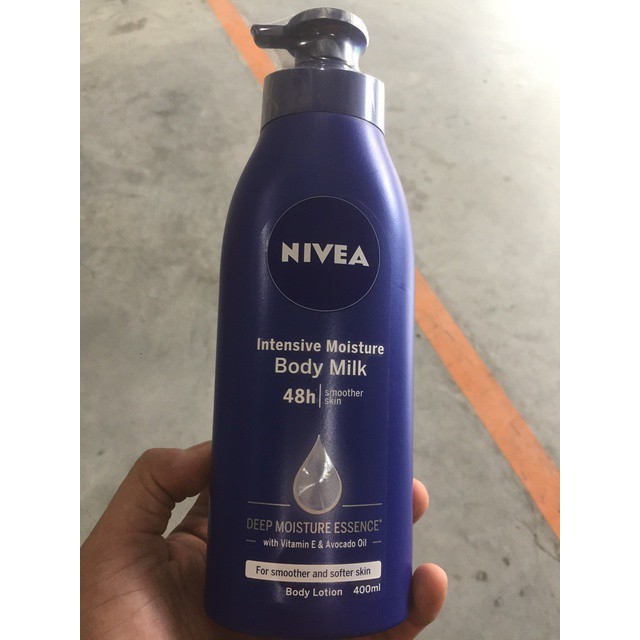 NIVEA
Intensive Moisture
Body Milk
48h smoother
skin
DEEP MOISTURE ESSENCE*
with Vitamin E & Avocado Oil
For smoother and softer skin
Body Lotion 400ml